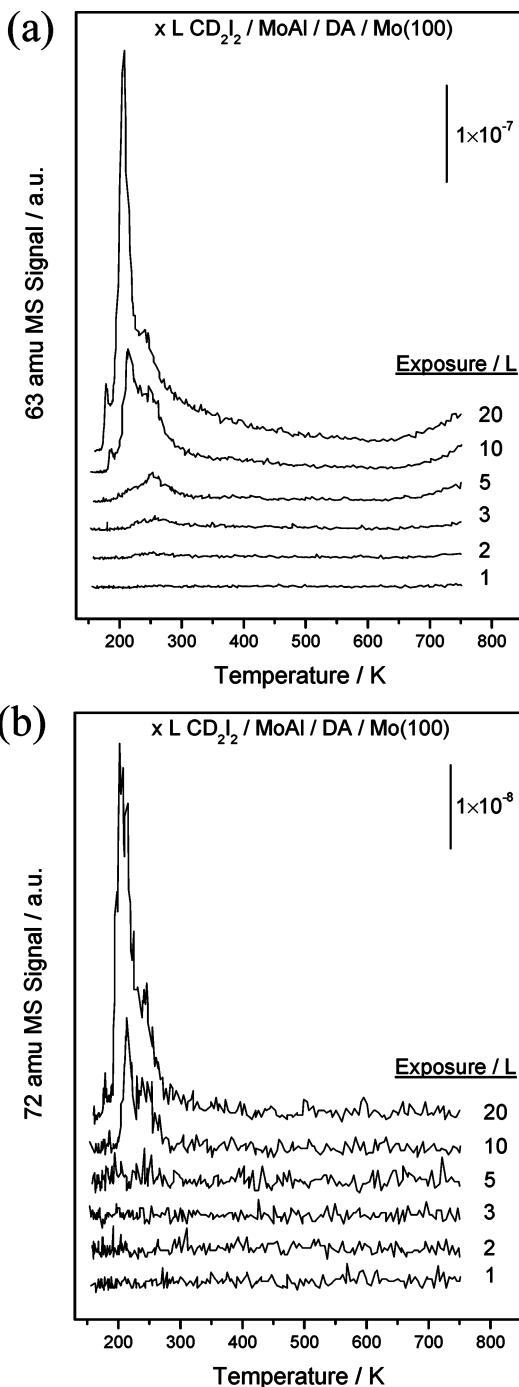 (a)
x L CD₂I₂ / MoAl / DA / Mo(100)
1×10⁻⁷
63 amu MS Signal / a.u.
Exposure / L
20
10
5
3
2
1
200 300 400 500 600 700 800
Temperature / K
(b)
x L CD₂I₂ / MoAl / DA / Mo(100)
1×10⁻⁸
72 amu MS Signal / a.u.
Exposure / L
20
10
5
3
2
1
200 300 400 500 600 700 800
Temperature / K